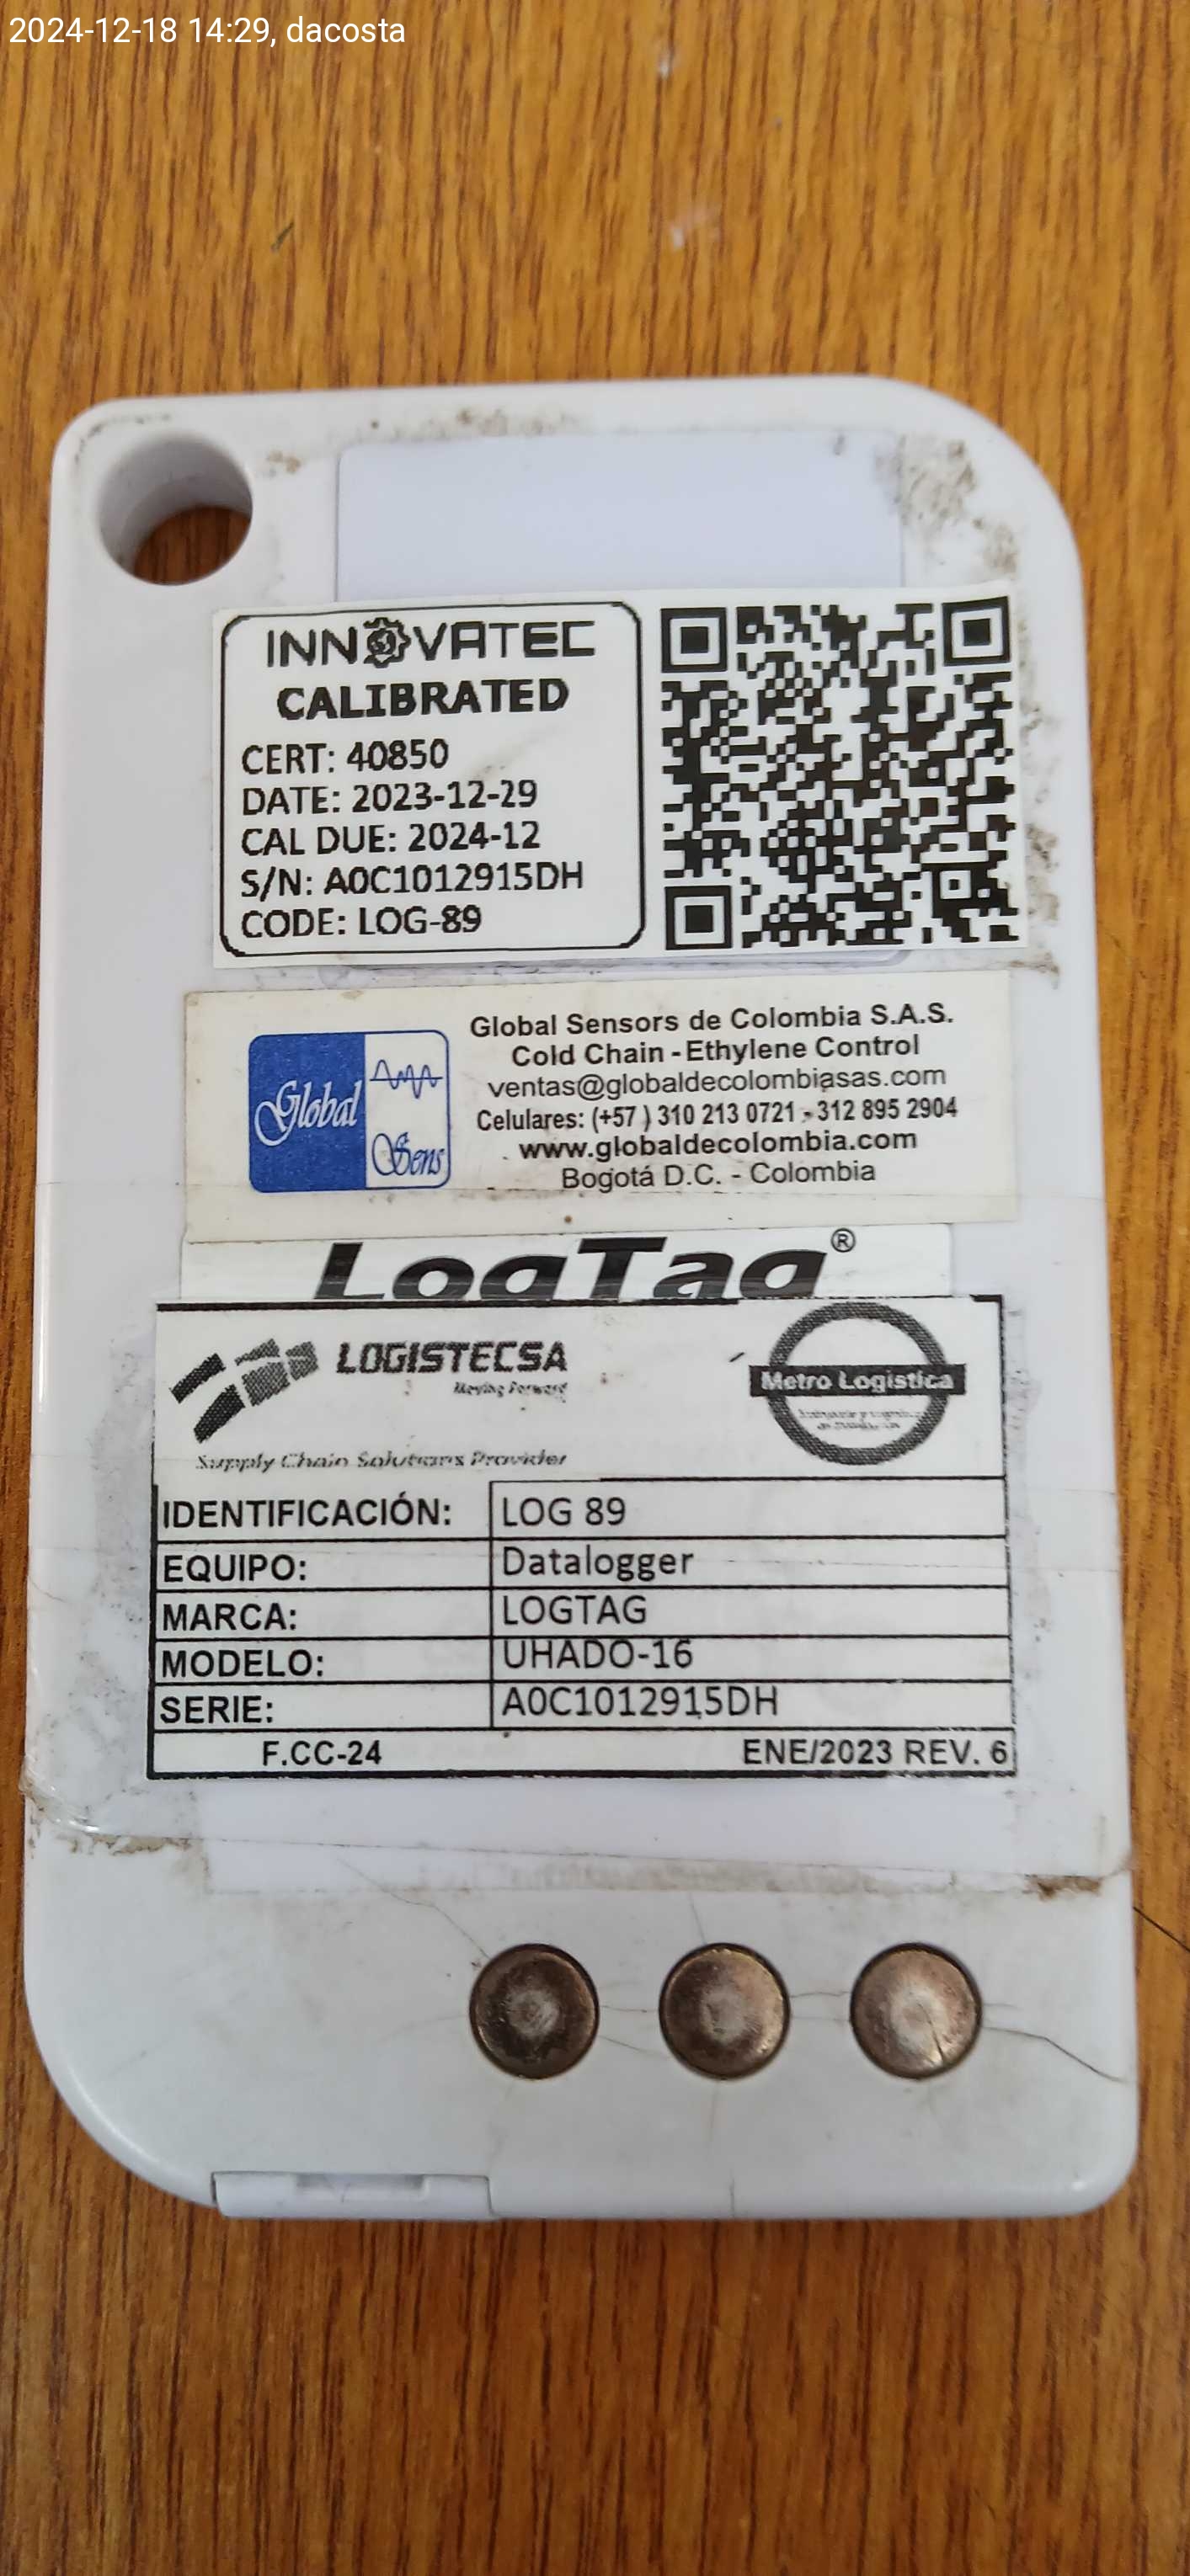 2024-12-18 14:29, dacosta
INNOVATEC
CALIBRATED
CERT: 40850
DATE: 2023-12-29
CAL DUE: 2024-12
S/N: A0C1012915DH
CODE: LOG-89
Global Sens
Global Sensors de Colombia S.A.S.
Cold Chain - Ethylene Control
ventas@globaldecolombiasas.com
Celulares: (+57 ) 310 213 0721 - 312 895 2904
www.globaldecolombia.com
Bogotá D.C. - Colombia
LogTag®
LOGISTECSA
Moving Forward
Supply Chain Solutions Provider
Metro Logistica
IDENTIFICACIÓN: LOG 89
EQUIPO: Datalogger
MARCA: LOGTAG
MODELO: UHADO-16
SERIE: A0C1012915DH
F.CC-24 ENE/2023 REV. 6